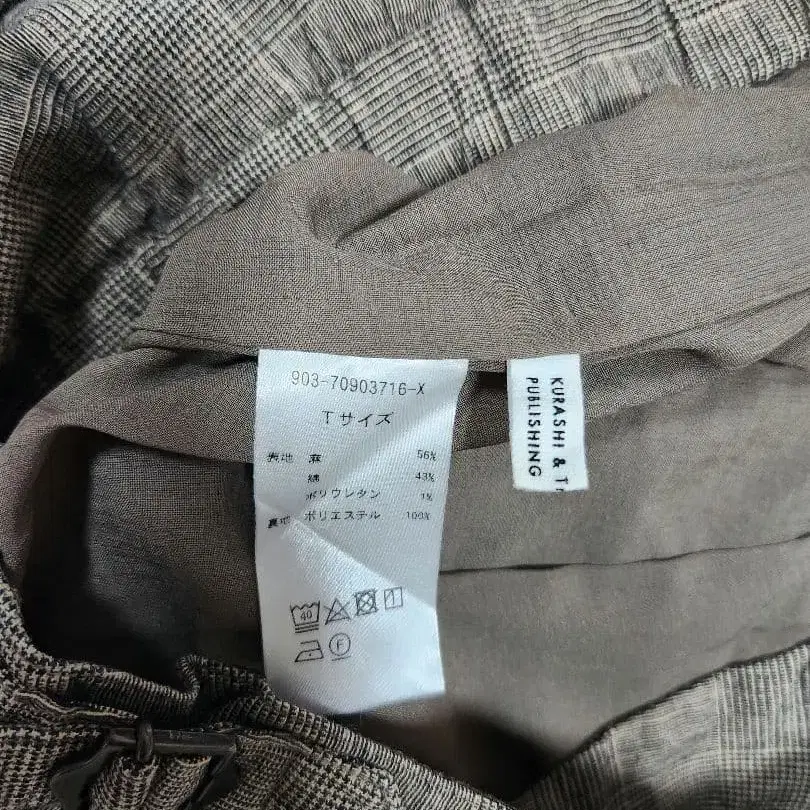 903-70903716-X
Tサイズ
表地 麻 56%
綿 43%
ポリウレタン 1%
裏地 ポリエステル 100%
40
F
KURASHI &
PUBLISHING